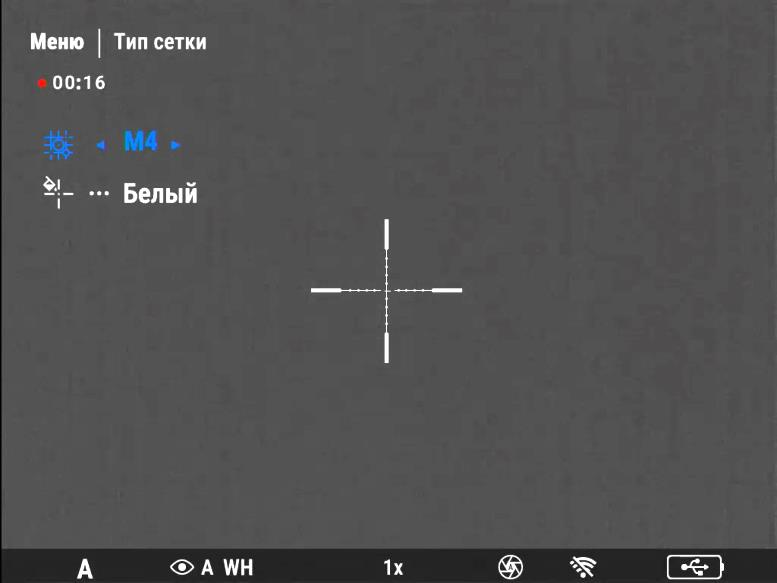 Меню | Тип сетки
00:16
M4
... Белый
A A WH 1x